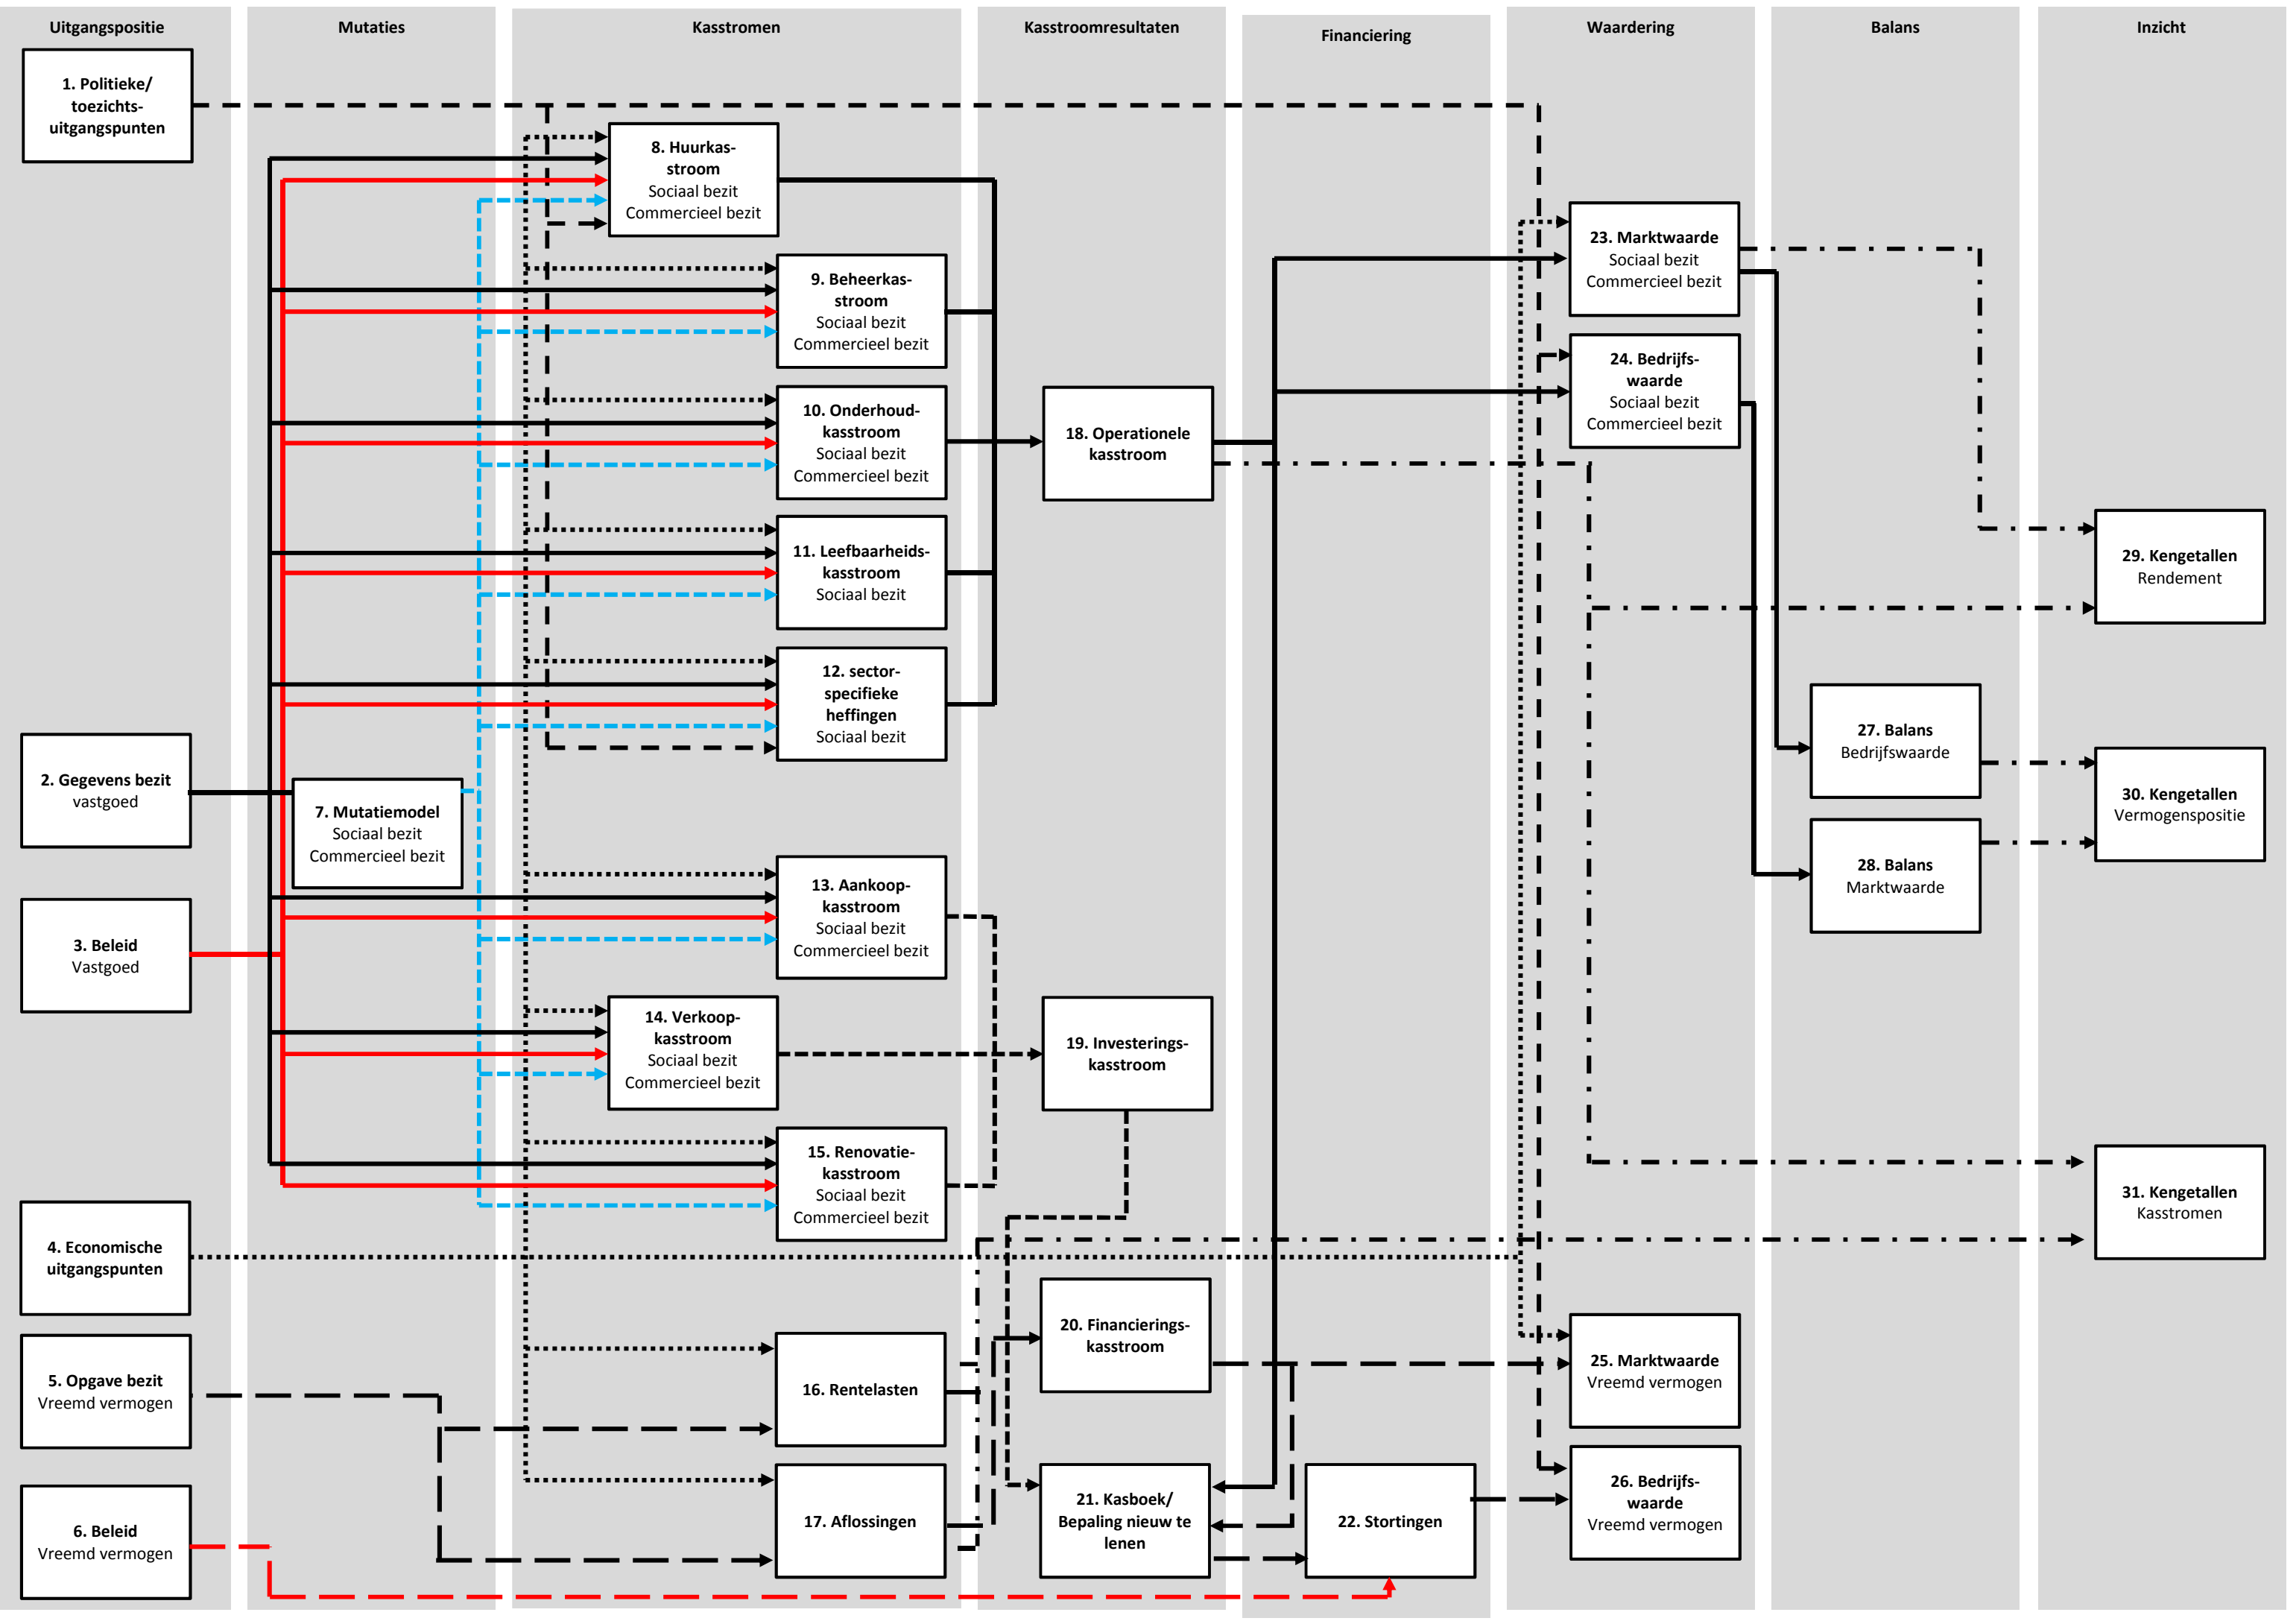 Uitgangspositie
Mutaties
Kasstromen
Kasstroomresultaten
Financiering
Waardering
Balans
Inzicht
1. Politieke/
toezichts-
uitgangspunten
2. Gegevens bezit
vastgoed
3. Beleid
Vastgoed
4. Economische
uitgangspunten
5. Opgave bezit
Vreemd vermogen
6. Beleid
Vreemd vermogen
7. Mutatiemodel
Sociaal bezit
Commercieel bezit
8. Huurkas-
stroom
Sociaal bezit
Commercieel bezit
9. Beheerkas-
stroom
Sociaal bezit
Commercieel bezit
10. Onderhoud-
kasstroom
Sociaal bezit
Commercieel bezit
11. Leefbaarheids-
kasstroom
Sociaal bezit
12. sector-
specifieke
heffingen
Sociaal bezit
13. Aankoop-
kasstroom
Sociaal bezit
Commercieel bezit
14. Verkoop-
kasstroom
Sociaal bezit
Commercieel bezit
15. Renovatie-
kasstroom
Sociaal bezit
Commercieel bezit
16. Rentelasten
17. Aflossingen
18. Operationele
kasstroom
19. Investerings-
kasstroom
20. Financierings-
kasstroom
21. Kasboek/
Bepaling nieuw te
lenen
22. Stortingen
23. Marktwaarde
Sociaal bezit
Commercieel bezit
24. Bedrijfs-
waarde
Sociaal bezit
Commercieel bezit
25. Marktwaarde
Vreemd vermogen
26. Bedrijfs-
waarde
Vreemd vermogen
27. Balans
Bedrijfswaarde
28. Balans
Marktwaarde
29. Kengetallen
Rendement
30. Kengetallen
Vermogenspositie
31. Kengetallen
Kasstromen